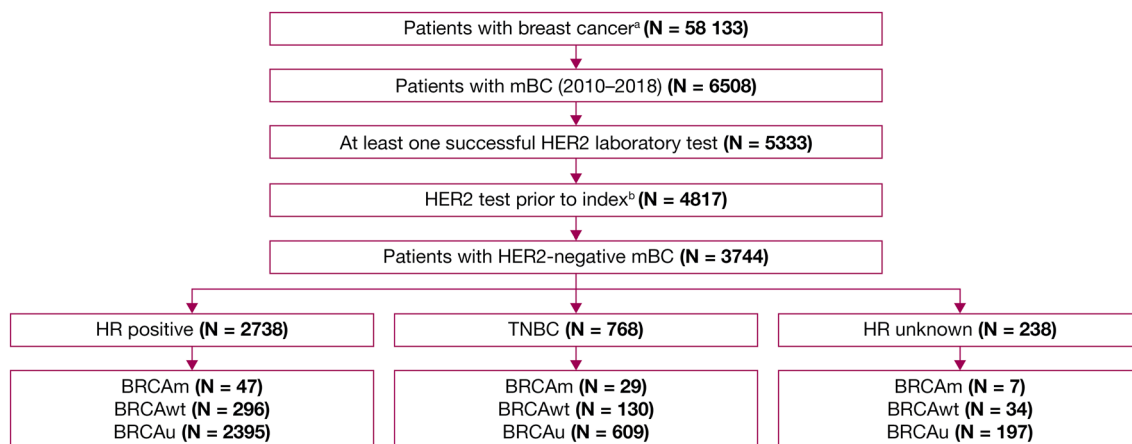 Patients with breast cancerᵃ (N = 58 133)
Patients with mBC (2010–2018) (N = 6508)
At least one successful HER2 laboratory test (N = 5333)
HER2 test prior to indexᵇ (N = 4817)
Patients with HER2-negative mBC (N = 3744)
HR positive (N = 2738)
TNBC (N = 768)
HR unknown (N = 238)
BRCAm (N = 47)
BRCAwt (N = 296)
BRCAu (N = 2395)
BRCAm (N = 29)
BRCAwt (N = 130)
BRCAu (N = 609)
BRCAm (N = 7)
BRCAwt (N = 34)
BRCAu (N = 197)